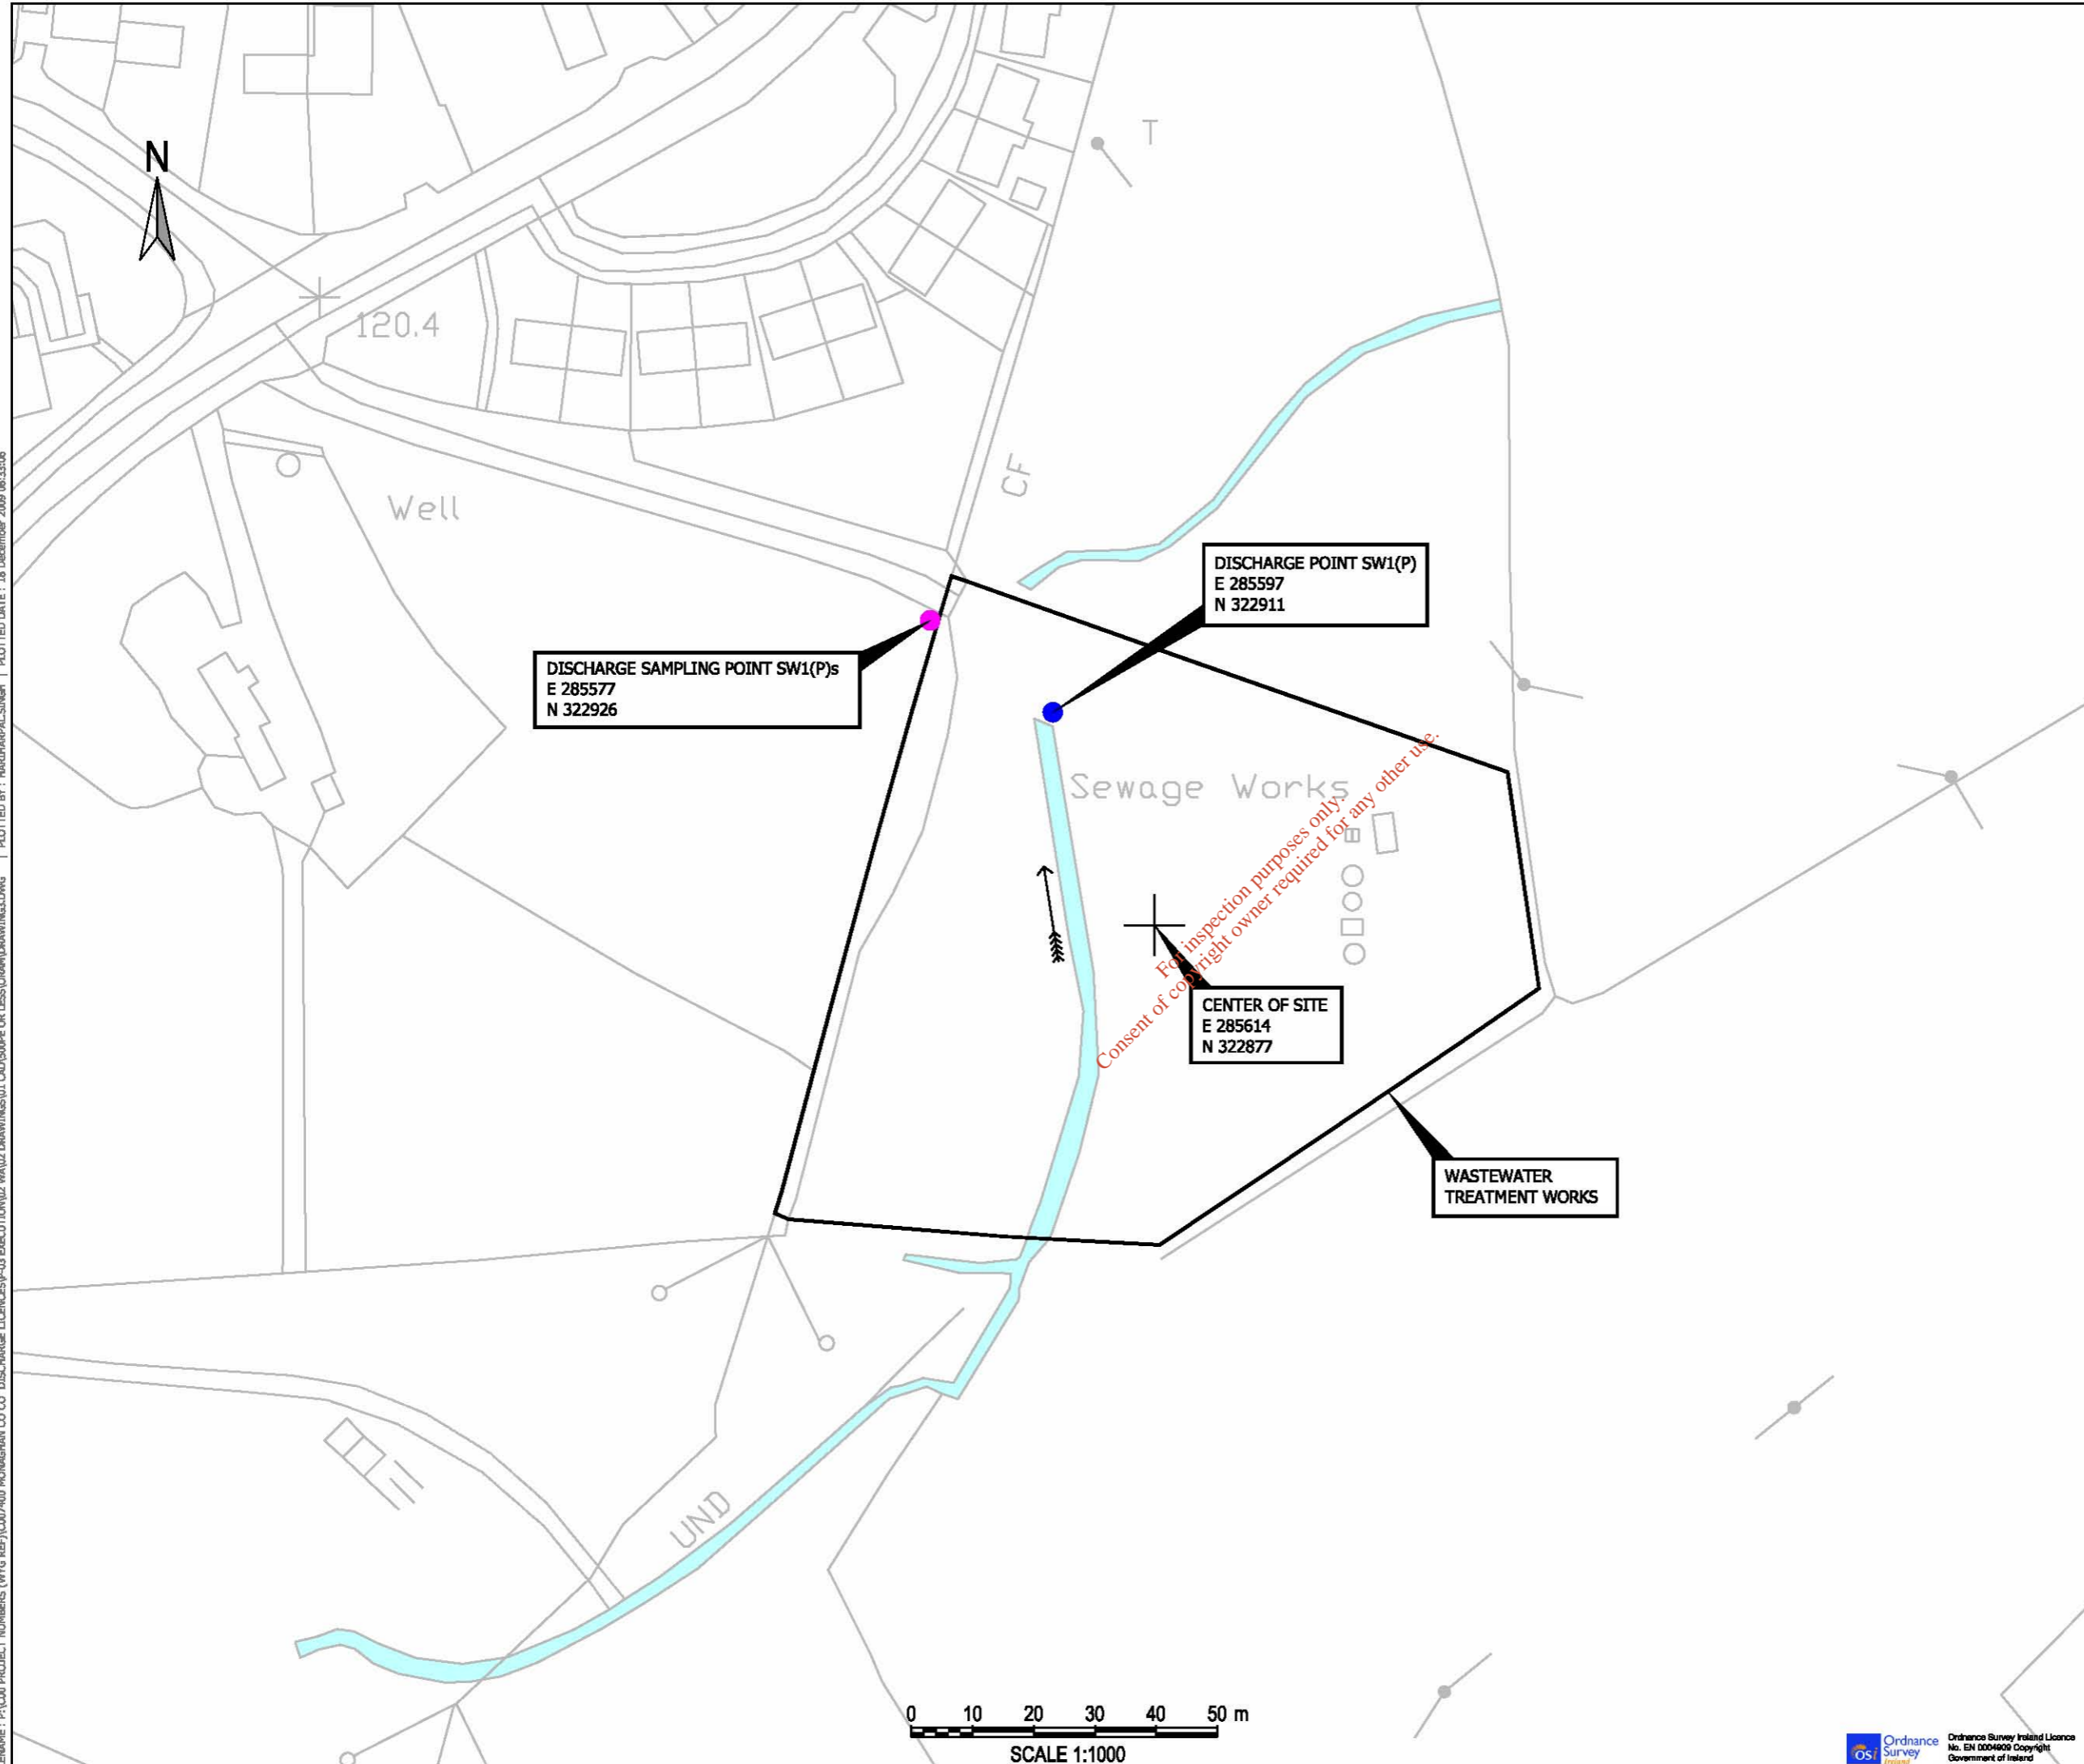 T
N
120.4
CF
Well
DISCHARGE POINT SW1(P)
E 285597
N 322911
DISCHARGE SAMPLING POINT SW1(P)s
E 285577
N 322926
Sewage Works
For inspection purposes only.
Consent of copyright owner required for any other use.
CENTER OF SITE
E 285614
N 322877
WASTEWATER
TREATMENT WORKS
UND
0 10 20 30 40 50 m
SCALE 1:1000
OSi
Ordnance
Survey
Ireland
Ordnance Survey Ireland Licence
No. EN 0004909 Copyright
Government of Ireland